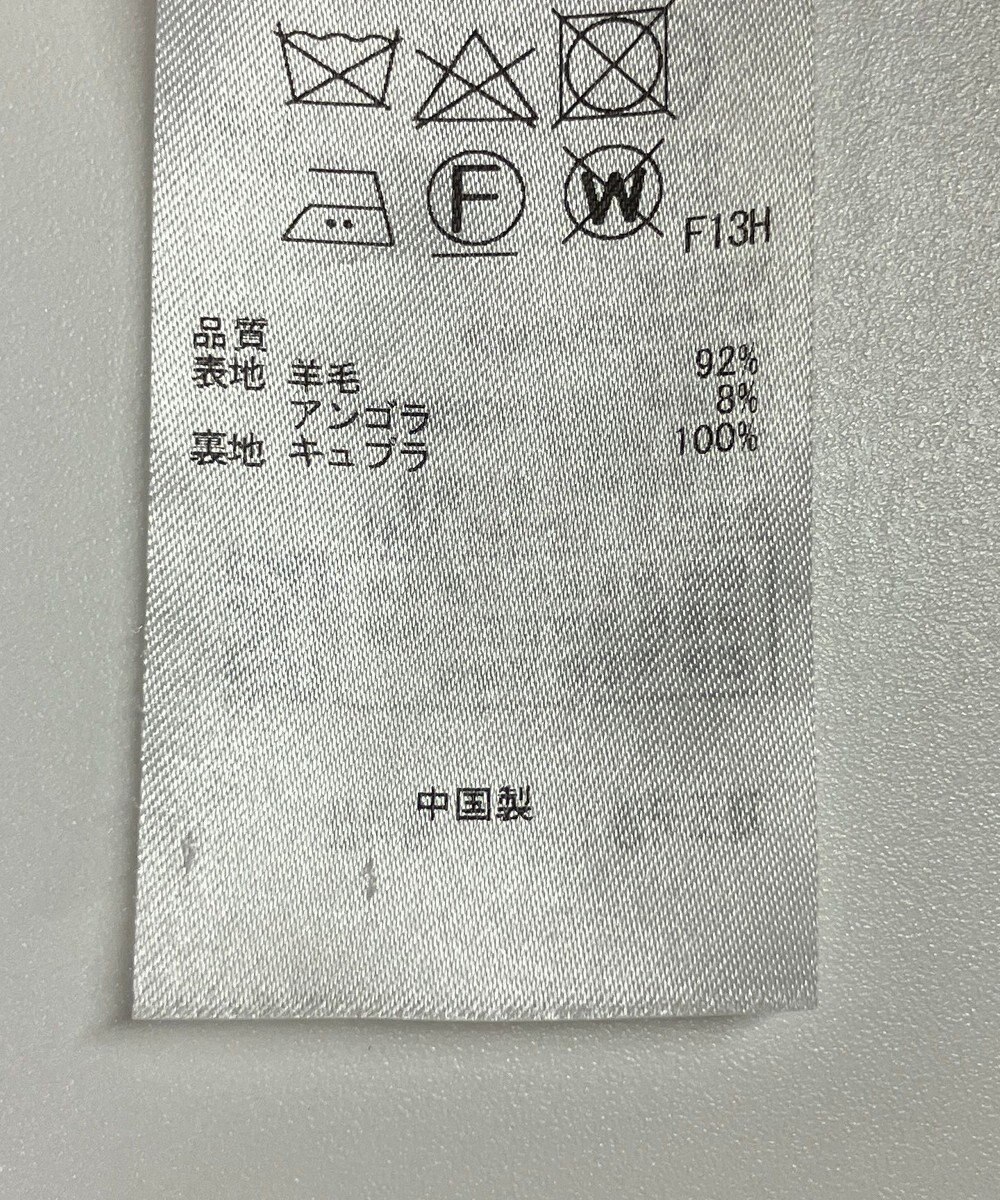 F W F13H
品質
表地 羊毛 92%
アンゴラ 8%
裏地 キュプラ 100%
中国製